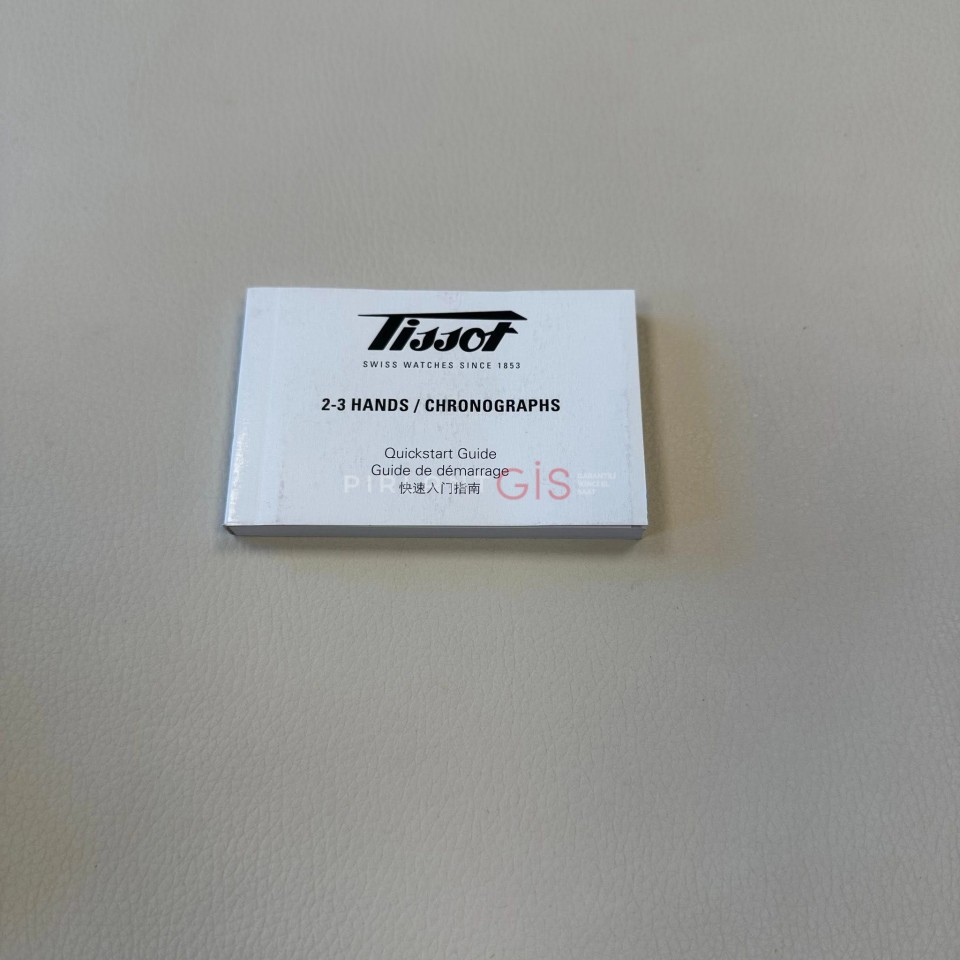 Tissot
SWISS WATCHES SINCE 1853
2-3 HANDS / CHRONOGRAPHS
Quickstart Guide
Guide de démarrage
快速入门指南
GİS